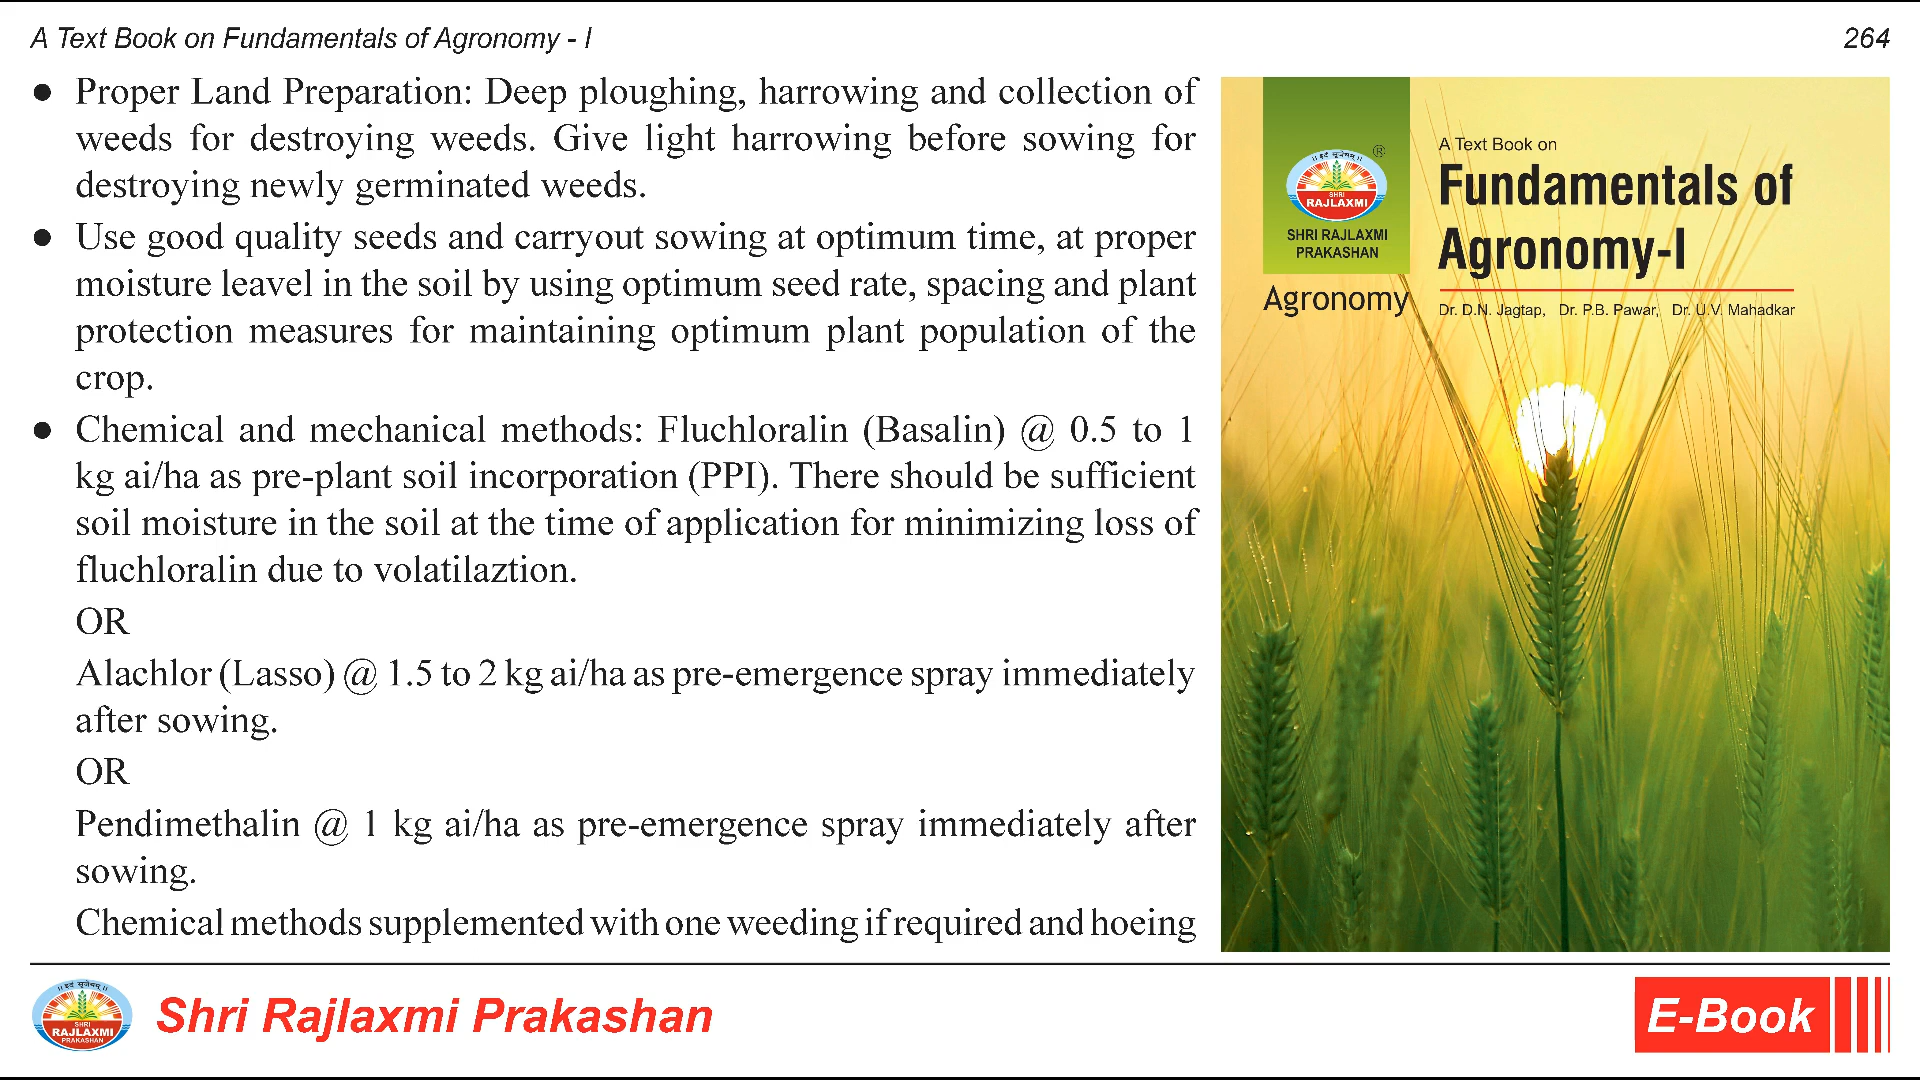 A Text Book on Fundamentals of Agronomy - I
264
● Proper Land Preparation: Deep ploughing, harrowing and collection of
weeds for destroying weeds. Give light harrowing before sowing for
destroying newly germinated weeds.
● Use good quality seeds and carryout sowing at optimum time, at proper
moisture leavel in the soil by using optimum seed rate, spacing and plant
protection measures for maintaining optimum plant population of the
crop.
● Chemical and mechanical methods: Fluchloralin (Basalin) @ 0.5 to 1
kg ai/ha as pre-plant soil incorporation (PPI). There should be sufficient
soil moisture in the soil at the time of application for minimizing loss of
fluchloralin due to volatilaztion.
OR
Alachlor (Lasso) @ 1.5 to 2 kg ai/ha as pre-emergence spray immediately
after sowing.
OR
Pendimethalin @ 1 kg ai/ha as pre-emergence spray immediately after
sowing.
Chemical methods supplemented with one weeding if required and hoeing
®
SHRI
RAJLAXMI
SHRI RAJLAXMI
PRAKASHAN
Agronomy
A Text Book on
Fundamentals of
Agronomy-I
Dr. D.N. Jagtap, Dr. P.B. Pawar, Dr. U.V. Mahadkar
SHRI
RAJLAXMI
PRAKASHAN
Shri Rajlaxmi Prakashan
E-Book